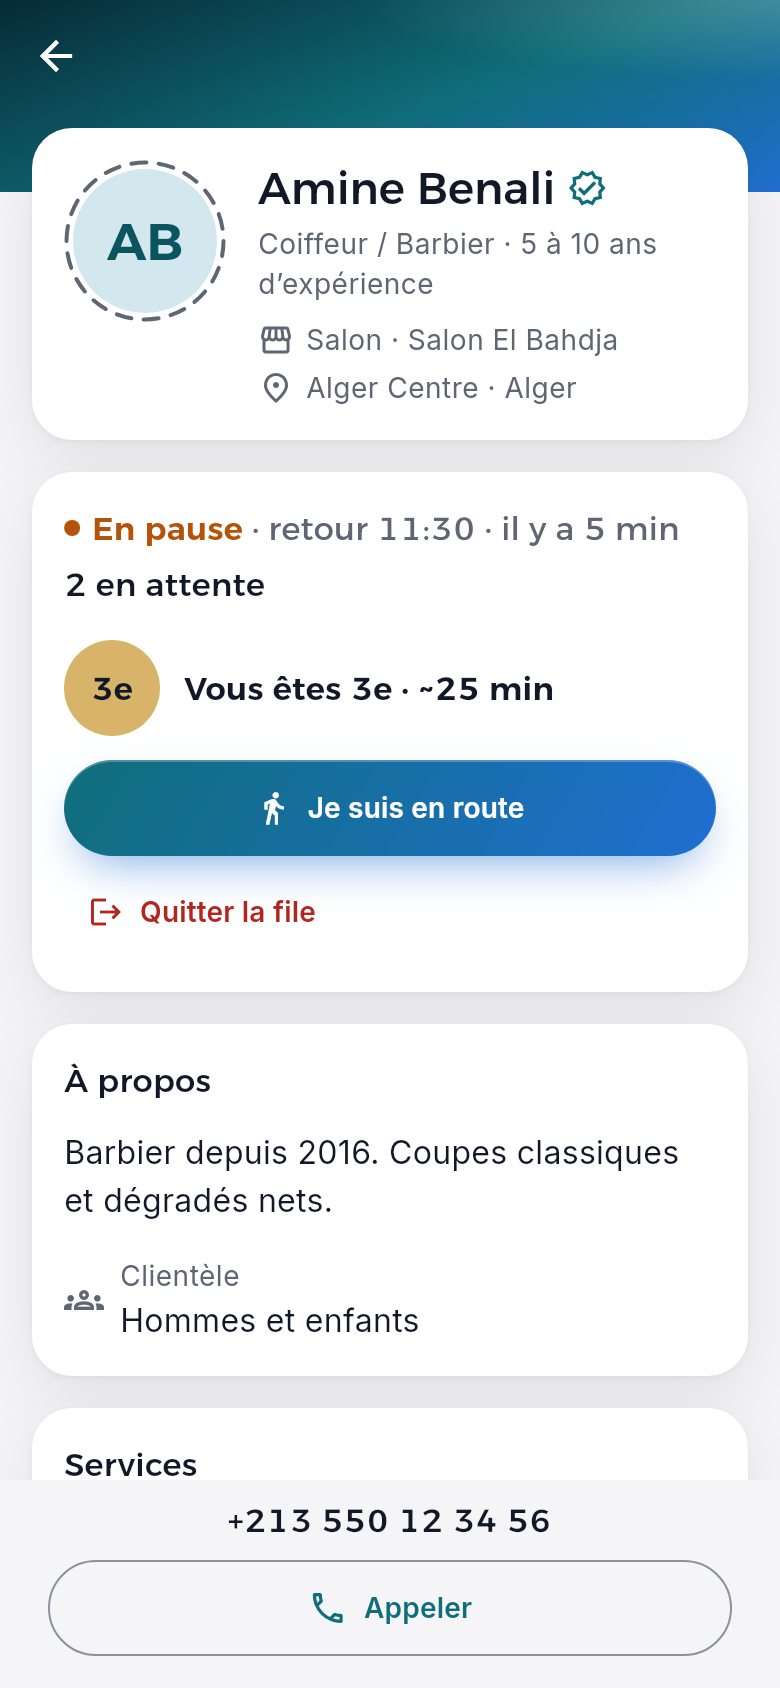 Amine Benali
AB
Coiffeur / Barbier · 5 à 10 ans
d’expérience
Salon · Salon El Bahdja
Alger Centre · Alger
En pause · retour 11:30 · il y a 5 min
2 en attente
3e
Vous êtes 3e · ~25 min
Je suis en route
Quitter la file
À propos
Barbier depuis 2016. Coupes classiques
et dégradés nets.
Clientèle
Hommes et enfants
Services
+213 550 12 34 56
Appeler